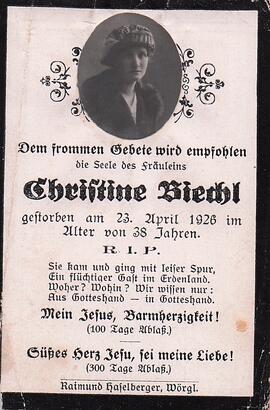 Dem frommen Gebete wird empfohlen
die Seele des Fräuleins
Christine Biechl
gestorben am 23. April 1926 im
Alter von 38 Jahren.
R. I. P.
Sie kam und ging mit leiser Spur,
Ein flüchtiger Gast im Erdenland.
Woher? Wohin? Wir wissen nur:
Aus Gotteshand — in Gotteshand.
Mein Jesus, Barmherzigkeit!
(100 Tage Ablaß.)
Süßes Herz Jesu, sei meine Liebe!
(300 Tage Ablaß.)
Raimund Haselberger, Wörgl.